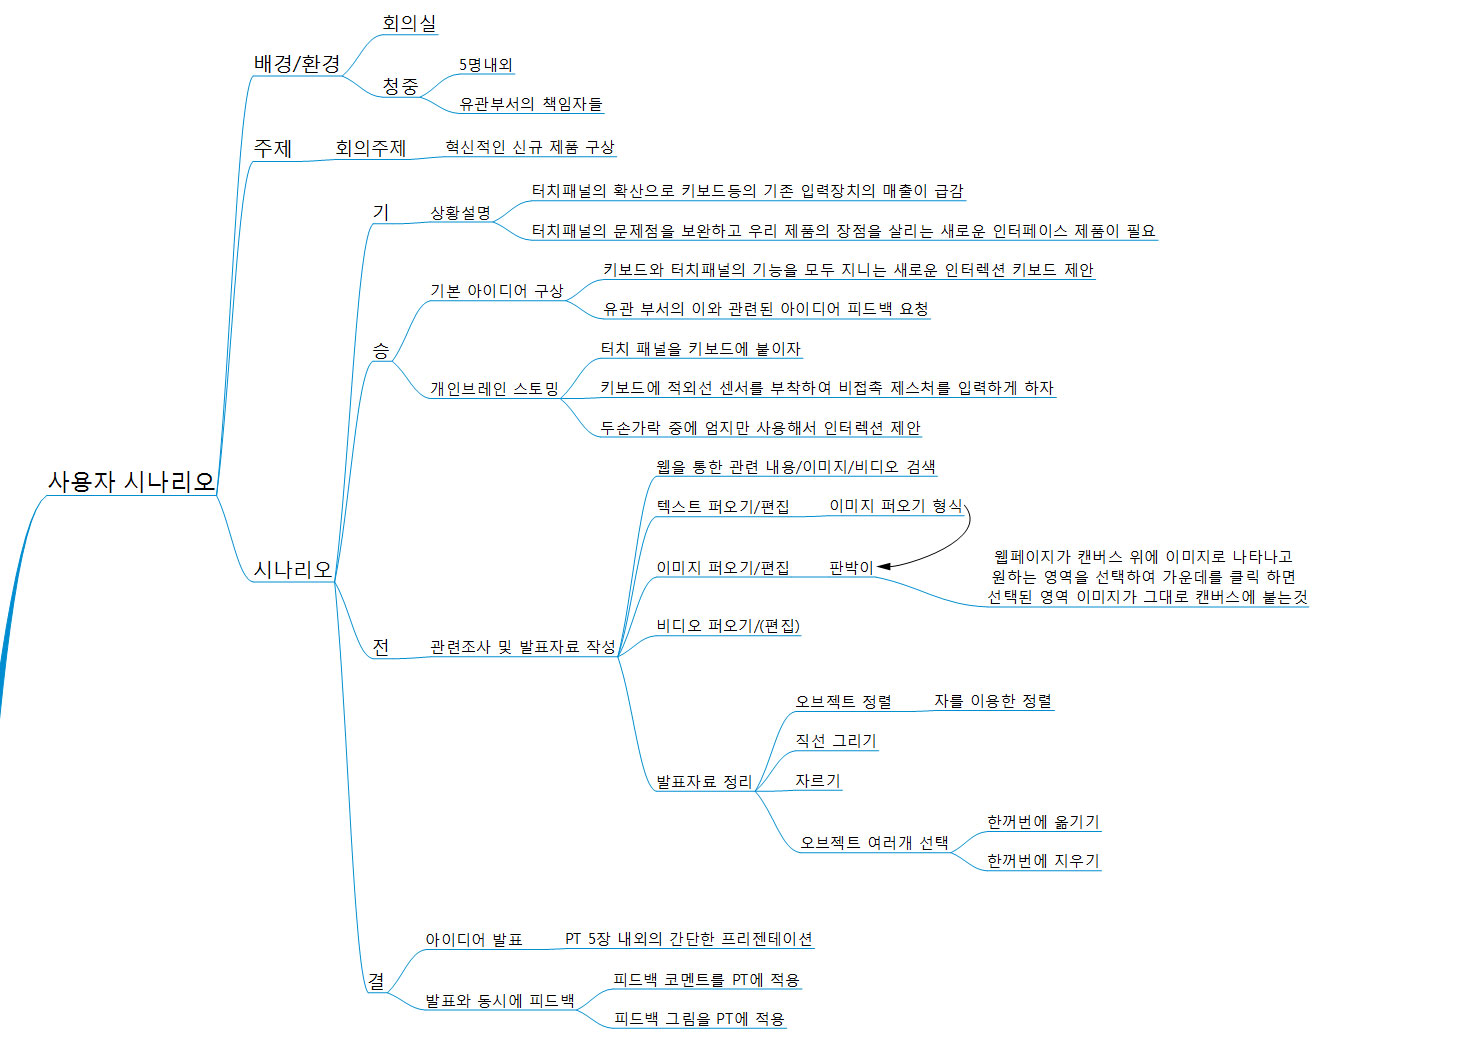 사용자 시나리오
배경/환경
회의실
청중
5명내외
유관부서의 책임자들
주제
회의주제
혁신적인 신규 제품 구상
시나리오
기
상황설명
터치패널의 확산으로 키보드등의 기존 입력장치의 매출이 급감
터치패널의 문제점을 보완하고 우리 제품의 장점을 살리는 새로운 인터페이스 제품이 필요
승
기본 아이디어 구상
키보드와 터치패널의 기능을 모두 지니는 새로운 인터렉션 키보드 제안
유관 부서의 이와 관련된 아이디어 피드백 요청
개인브레인 스토밍
터치 패널을 키보드에 붙이자
키보드에 적외선 센서를 부착하여 비접촉 제스처를 입력하게 하자
두손가락 중에 엄지만 사용해서 인터렉션 제안
전
관련조사 및 발표자료 작성
웹을 통한 관련 내용/이미지/비디오 검색
텍스트 퍼오기/편집
이미지 퍼오기 형식
이미지 퍼오기/편집
판박이
웹페이지가 캔버스 위에 이미지로 나타나고
원하는 영역을 선택하여 가운데를 클릭 하면
선택된 영역 이미지가 그대로 캔버스에 붙는것
비디오 퍼오기/(편집)
발표자료 정리
오브젝트 정렬
자를 이용한 정렬
직선 그리기
자르기
오브젝트 여러개 선택
한꺼번에 옮기기
한꺼번에 지우기
결
아이디어 발표
PT 5장 내외의 간단한 프리젠테이션
발표와 동시에 피드백
피드백 코멘트를 PT에 적용
피드백 그림을 PT에 적용